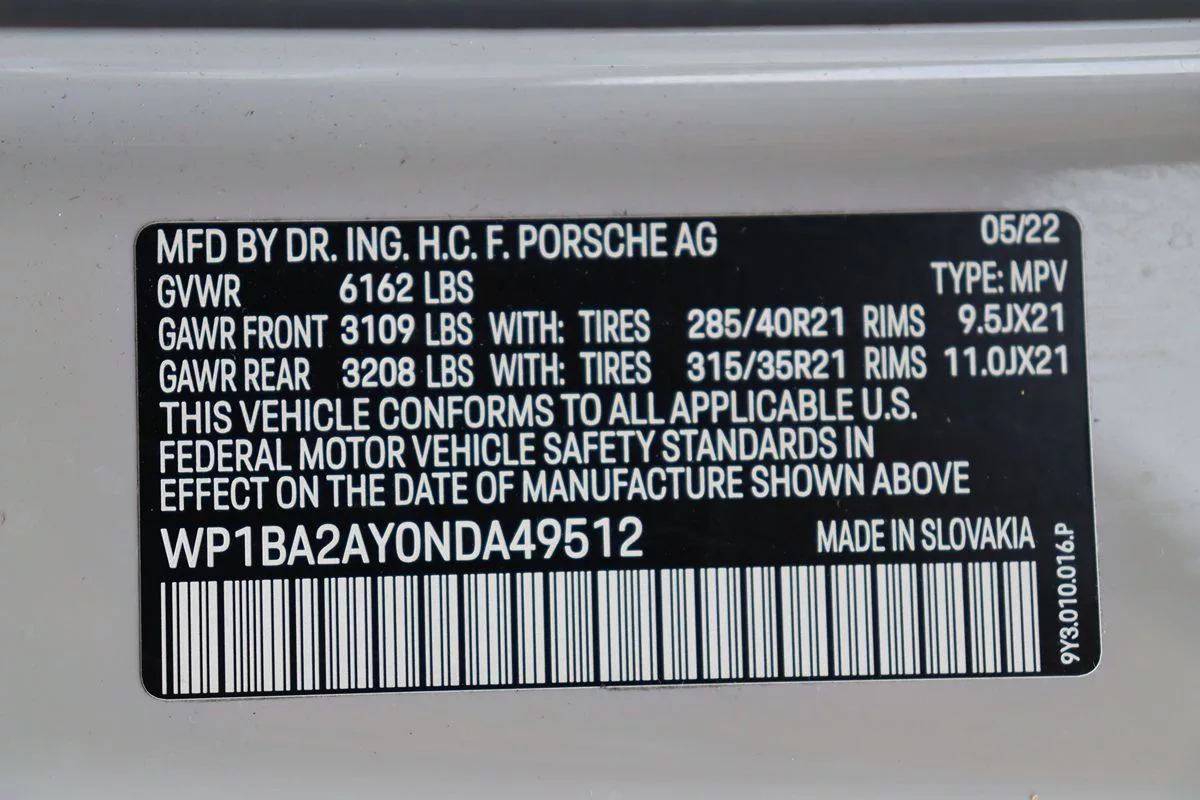 MFD BY DR. ING. H.C. F. PORSCHE AG 05/22
GVWR 6162 LBS TYPE: MPV
GAWR FRONT 3109 LBS WITH: TIRES 285/40R21 RIMS 9.5JX21
GAWR REAR 3208 LBS WITH: TIRES 315/35R21 RIMS 11.0JX21
THIS VEHICLE CONFORMS TO ALL APPLICABLE U.S.
FEDERAL MOTOR VEHICLE SAFETY STANDARDS IN
EFFECT ON THE DATE OF MANUFACTURE SHOWN ABOVE
WP1BA2AY0NDA49512 MADE IN SLOVAKIA
9Y3.010.016.P